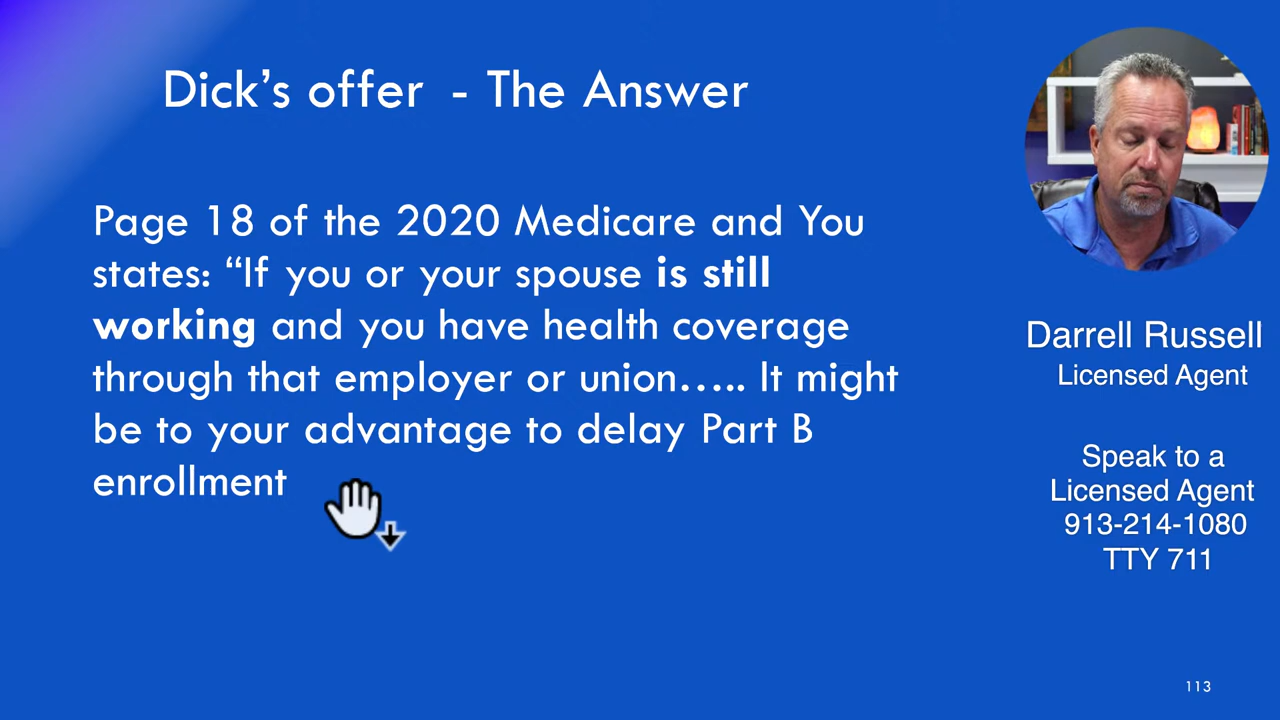 Dick’s offer - The Answer
Page 18 of the 2020 Medicare and You
states: “If you or your spouse is still
working and you have health coverage
through that employer or union….. It might
be to your advantage to delay Part B
enrollment
Darrell Russell
Licensed Agent
Speak to a
Licensed Agent
913-214-1080
TTY 711
113